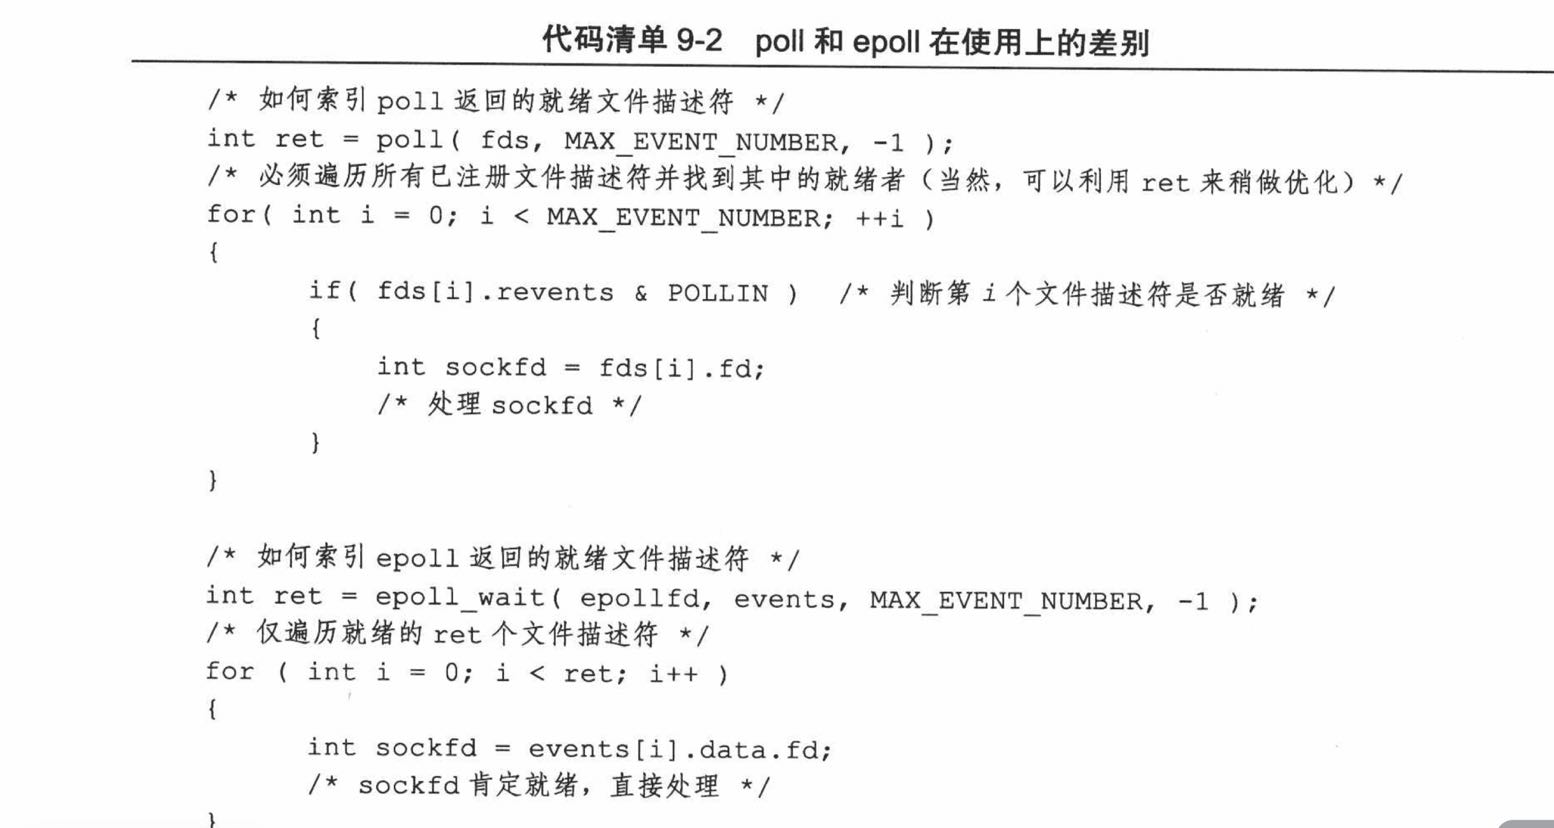 代码清单 9-2 poll 和 epoll 在使用上的差别
/* 如何索引 poll 返回的就绪文件描述符 */
int ret = poll( fds, MAX_EVENT_NUMBER, -1 );
/* 必须遍历所有已注册文件描述符并找到其中的就绪者（当然，可以利用 ret 来稍做优化）*/
for( int i = 0; i < MAX_EVENT_NUMBER; ++i )
{
if( fds[i].revents & POLLIN ) /* 判断第 i 个文件描述符是否就绪 */
{
int sockfd = fds[i].fd;
/* 处理 sockfd */
}
}
/* 如何索引 epoll 返回的就绪文件描述符 */
int ret = epoll_wait( epollfd, events, MAX_EVENT_NUMBER, -1 );
/* 仅遍历就绪的 ret 个文件描述符 */
for ( int i = 0; i < ret; i++ )
{
int sockfd = events[i].data.fd;
/* sockfd 肯定就绪，直接处理 */
}